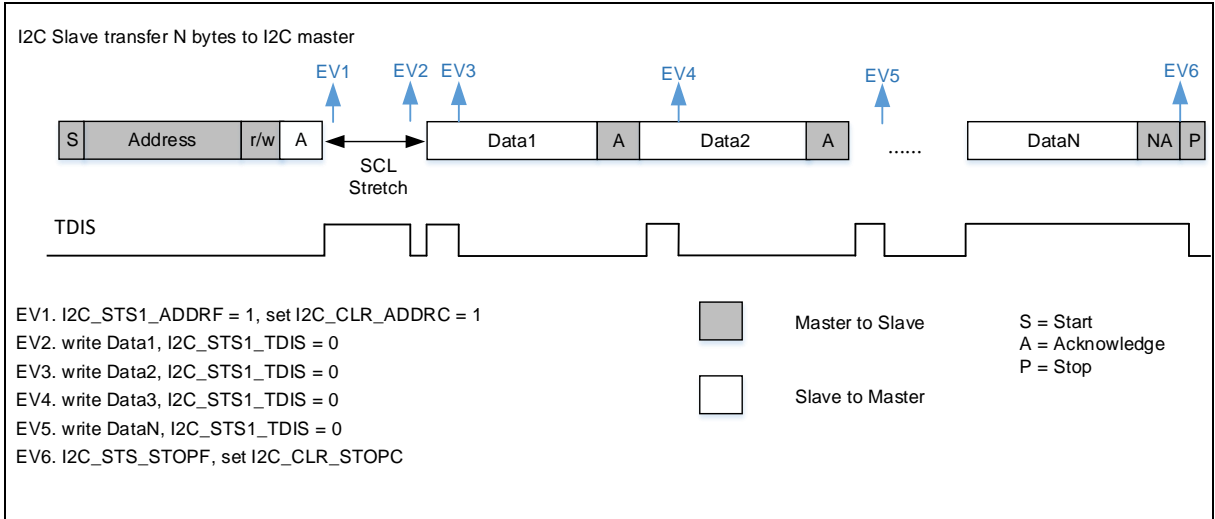 I2C Slave transfer N bytes to I2C master
EV1 EV2 EV3 EV4 EV5 EV6
S Address r/w A Data1 A Data2 A ...... DataN NA P
SCL
Stretch
TDIS
EV1. I2C_STS1_ADDRF = 1, set I2C_CLR_ADDRC = 1
EV2. write Data1, I2C_STS1_TDIS = 0
EV3. write Data2, I2C_STS1_TDIS = 0
EV4. write Data3, I2C_STS1_TDIS = 0
EV5. write DataN, I2C_STS1_TDIS = 0
EV6. I2C_STS_STOPF, set I2C_CLR_STOPC
Master to Slave
Slave to Master
S = Start
A = Acknowledge
P = Stop